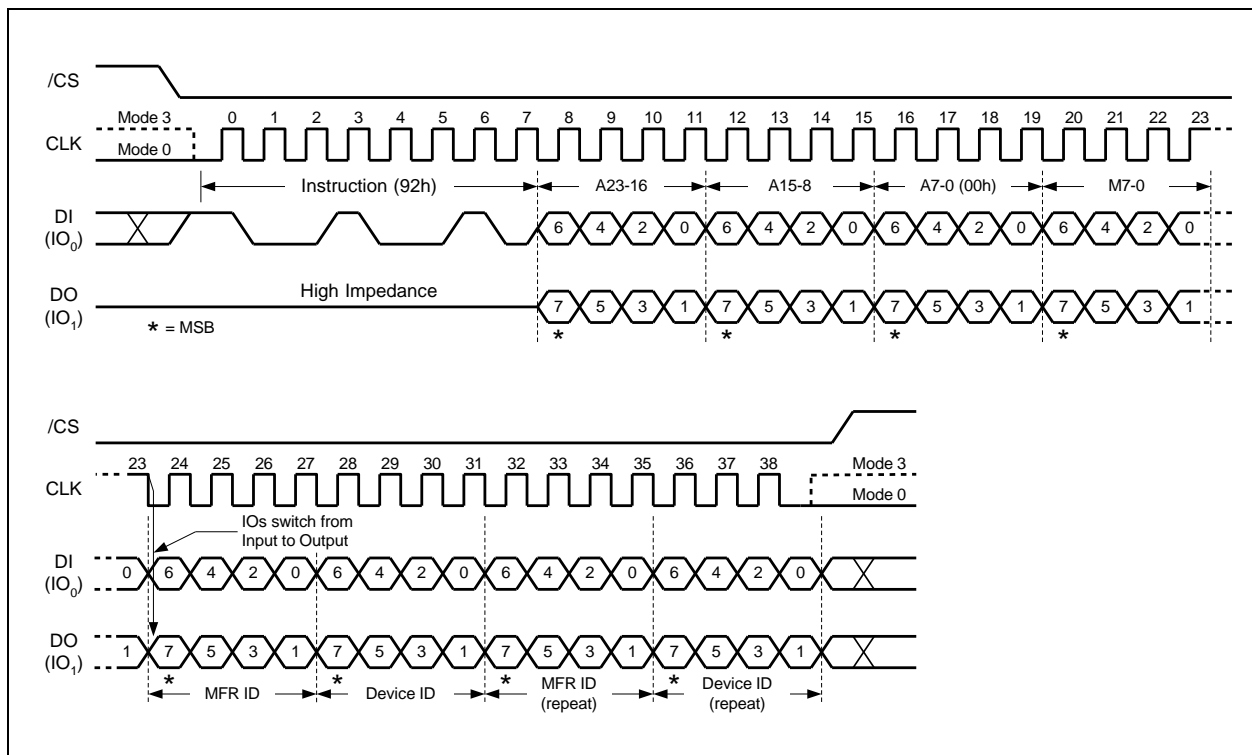 /CS
Mode 3 0 1 2 3 4 5 6 7 8 9 10 11 12 13 14 15 16 17 18 19 20 21 22 23
CLK
Mode 0
Instruction (92h) A23-16 A15-8 A7-0 (00h) M7-0
DI
(IO0) 6 4 2 0 6 4 2 0 6 4 2 0 6 4 2 0
High Impedance
DO
(IO1) 7 5 3 1 7 5 3 1 7 5 3 1 7 5 3 1
* = MSB * * * *
/CS
23 24 25 26 27 28 29 30 31 32 33 34 35 36 37 38 Mode 3
CLK
Mode 0
IOs switch from
Input to Output
DI
(IO0) 0 6 4 2 0 6 4 2 0 6 4 2 0 6 4 2 0
DO
(IO1) 1 7 5 3 1 7 5 3 1 7 5 3 1 7 5 3 1
* * * *
MFR ID Device ID MFR ID Device ID
(repeat) (repeat)